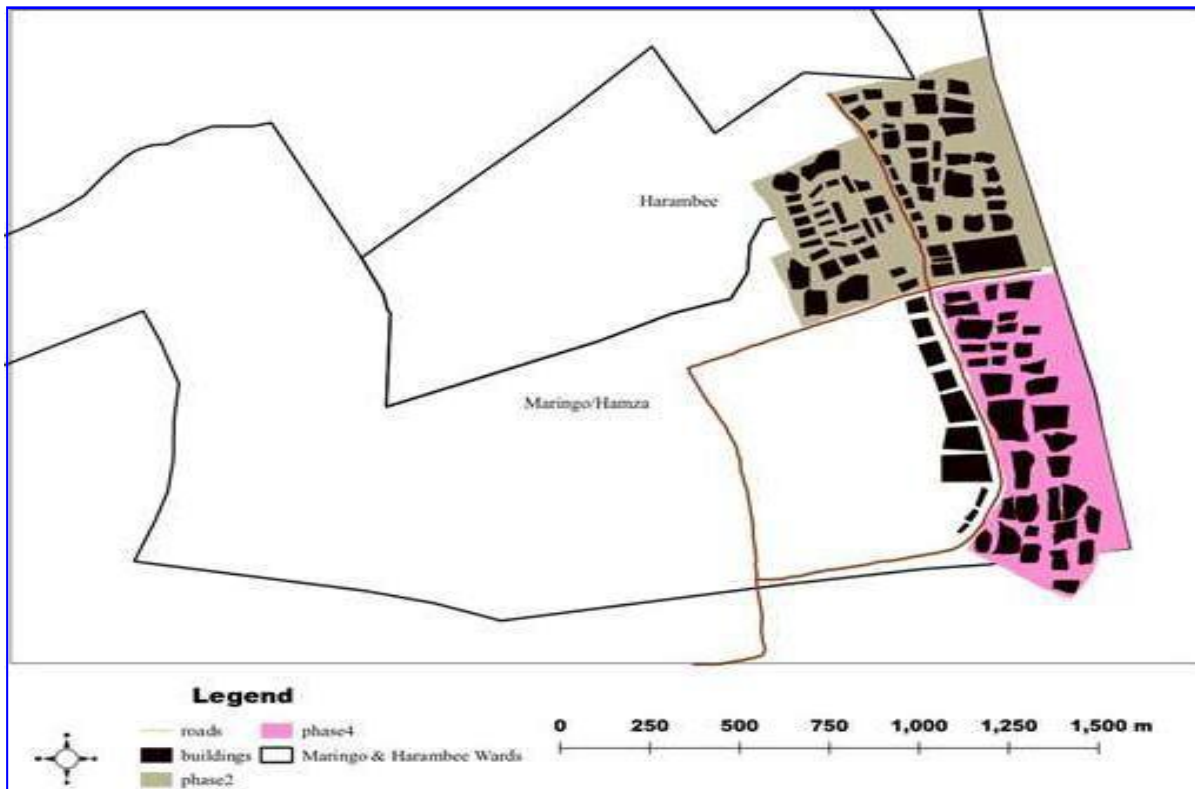 Harambee
Maringo/Hamza
Legend
roads
phase4
buildings
Maringo & Harambee Wards
phase2
0 250 500 750 1,000 1,250 1,500 m